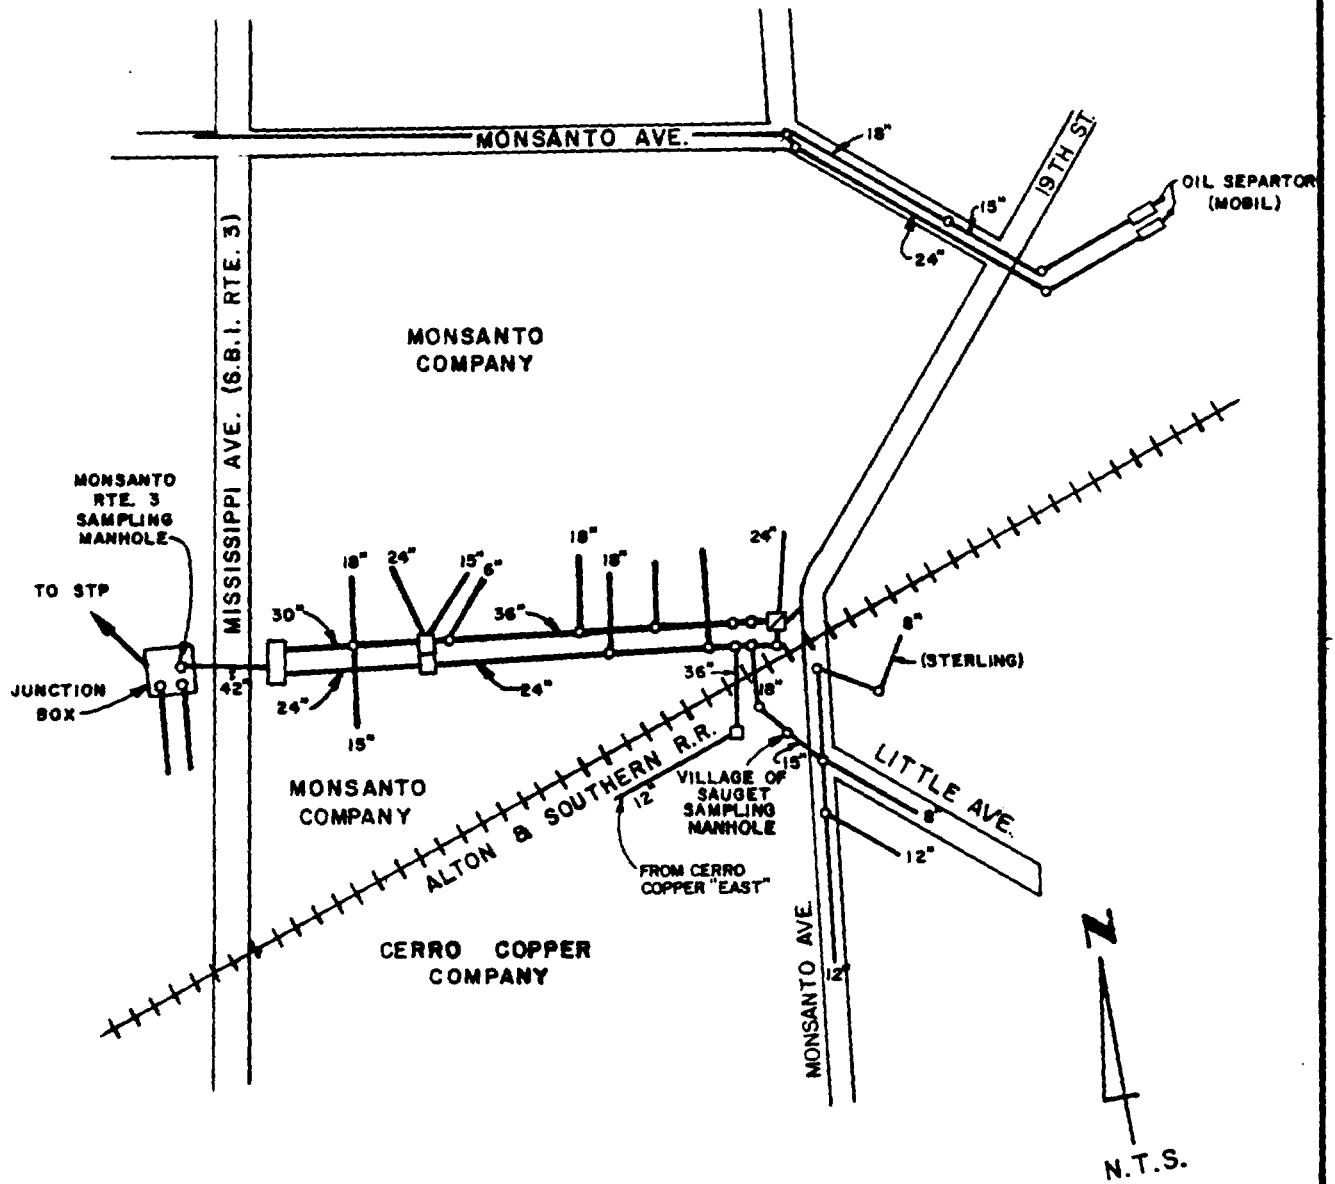 MONSANTO AVE.
18"
19TH ST.
15"
24"
OIL SEPARTOR
(MOBIL)
MISSISSIPPI AVE. (S.B.I. RTE. 3)
MONSANTO
COMPANY
MONSANTO
RTE. 3
SAMPLING
MANHOLE
TO STP
JUNCTION
BOX
42"
30"
18"
24"
15"
6"
36"
18"
18"
24"
24"
15"
24"
36"
18"
8"
(STERLING)
MONSANTO
COMPANY
ALTON & SOUTHERN R.R.
12"
VILLAGE OF
SAUGET
SAMPLING
MANHOLE
15"
LITTLE AVE.
8"
12"
FROM CERRO
COPPER "EAST"
CERRO COPPER
COMPANY
MONSANTO AVE.
12"
N
N.T.S.